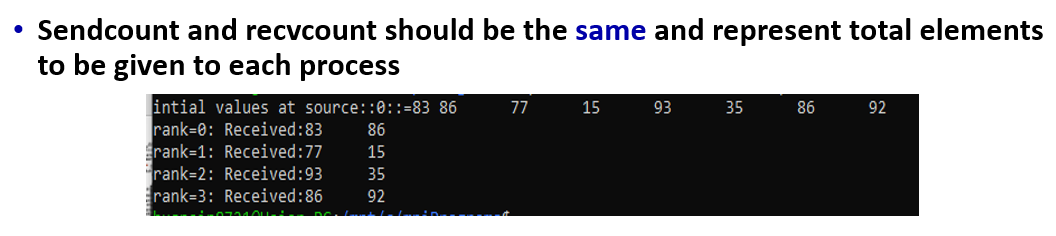 • Sendcount and recvcount should be the same and represent total elements
to be given to each process
intial values at source::0::=83 86 77 15 93 35 86 92
rank=0: Received:83 86
rank=1: Received:77 15
rank=2: Received:93 35
rank=3: Received:86 92